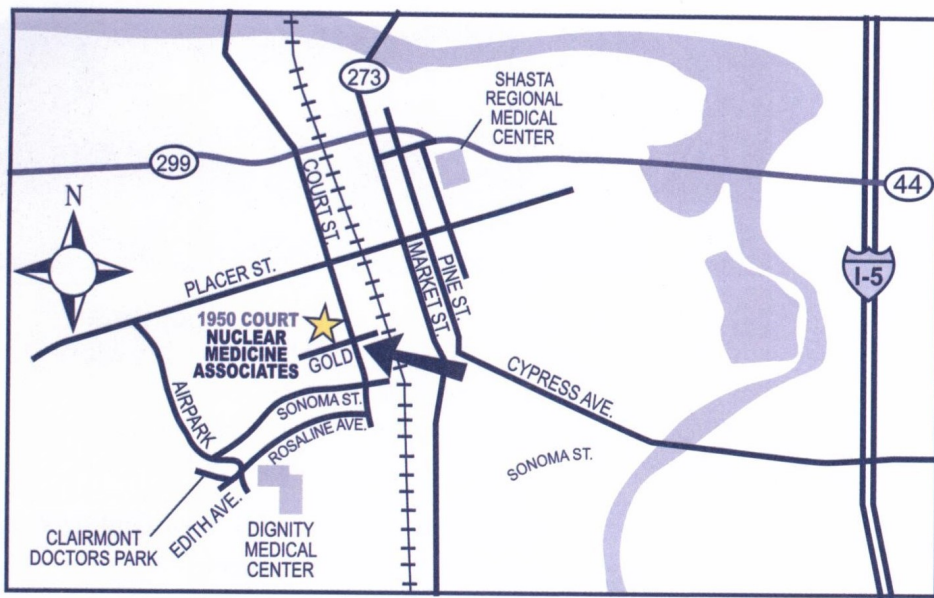 273
SHASTA
REGIONAL
MEDICAL
CENTER
299
44
N
COURT ST.
I-5
PLACER ST.
MARKET ST.
PINE ST.
1950 COURT
NUCLEAR
MEDICINE
ASSOCIATES
GOLD
CYPRESS AVE.
AIRPARK
SONOMA ST.
ROSALINE AVE.
SONOMA ST.
EDITH AVE.
CLAIRMONT
DOCTORS PARK
DIGNITY
MEDICAL
CENTER